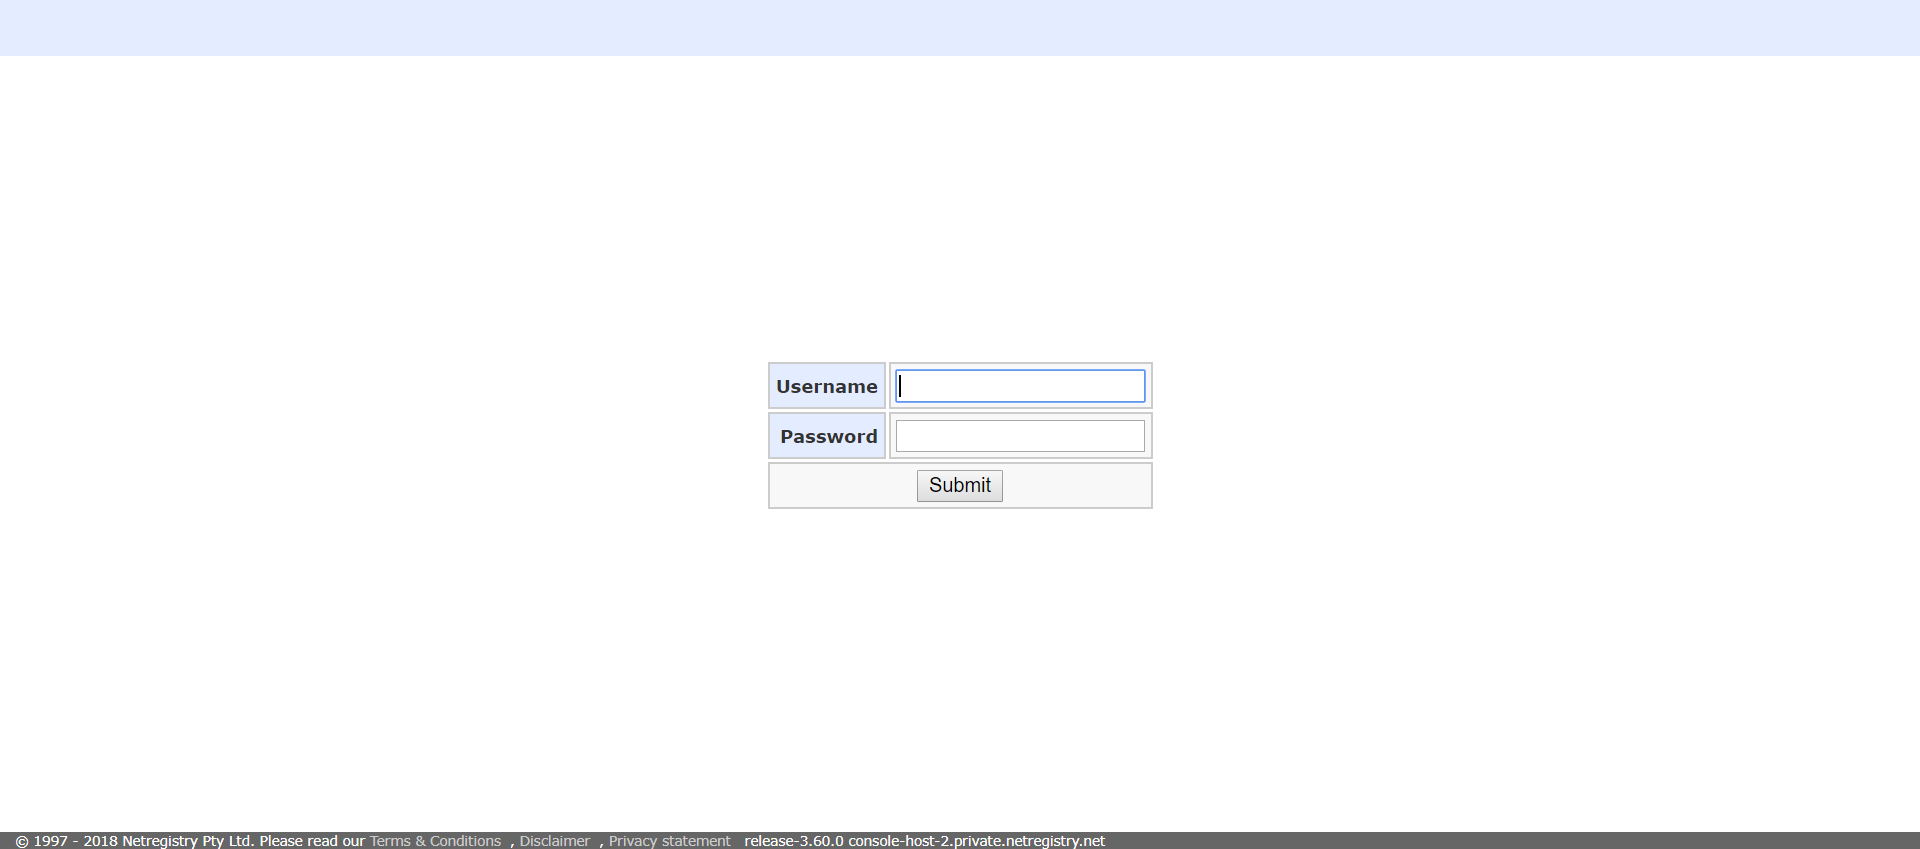 Username
Password
Submit
© 1997 - 2018 Netregistry Pty Ltd. Please read our Terms & Conditions , Disclaimer , Privacy statement release-3.60.0 console-host-2.private.netregistry.net